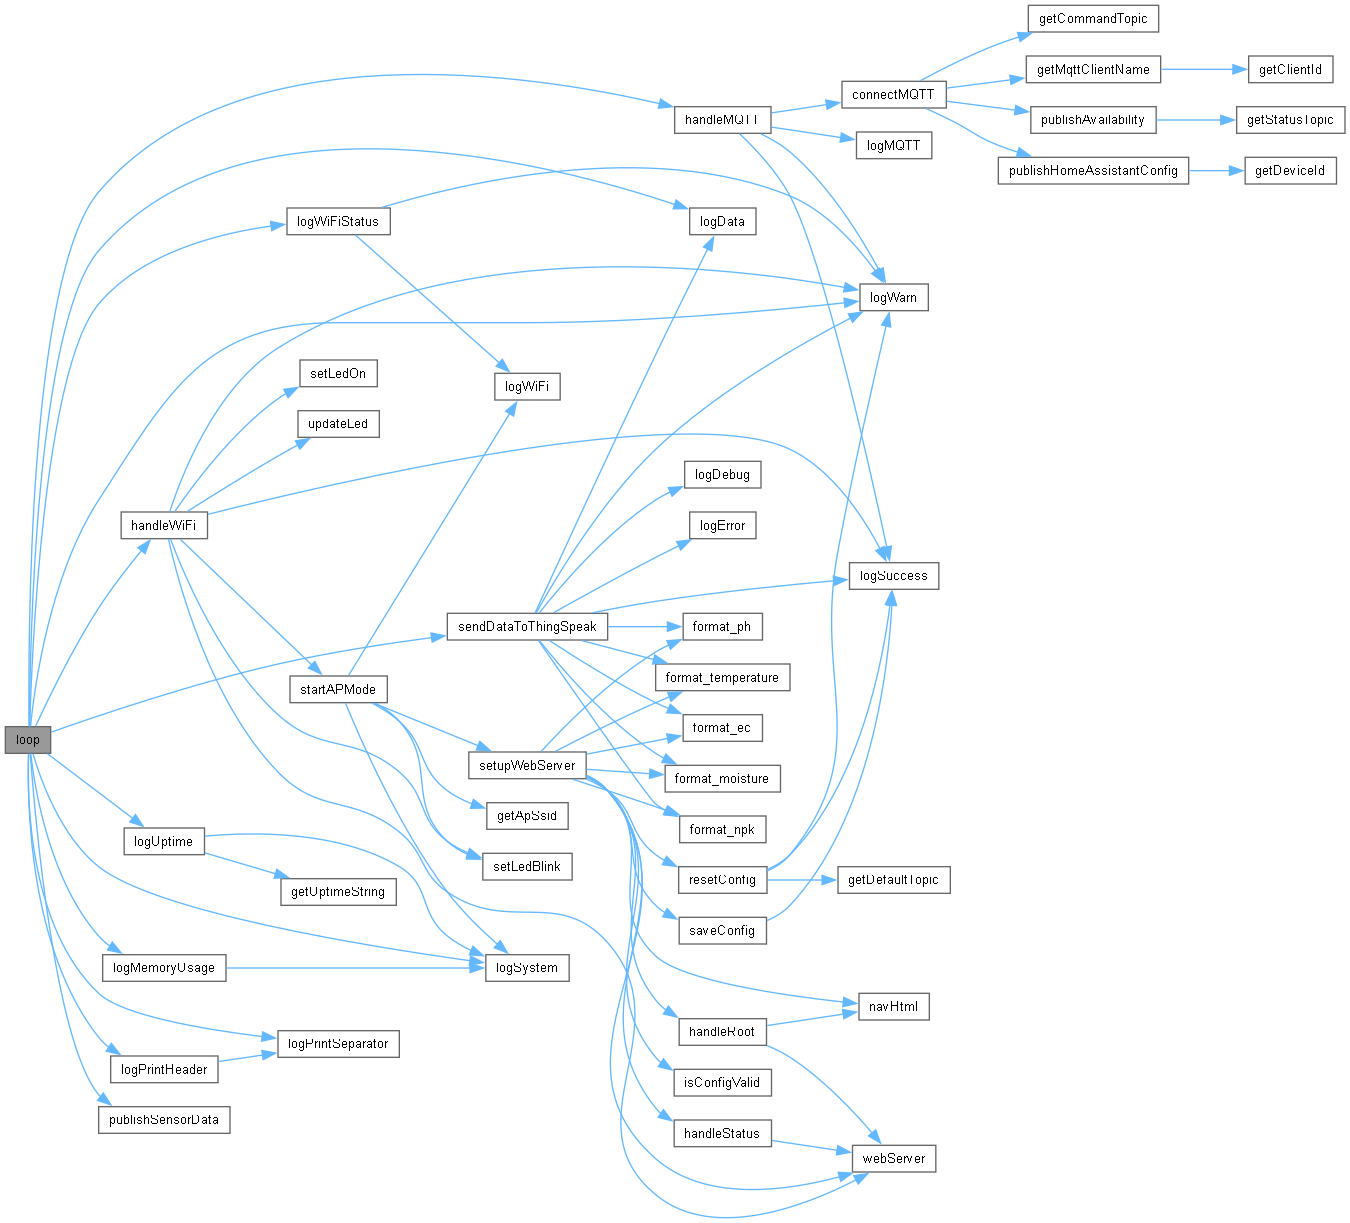 getCommandTopic
getMqttClientName
getClientId
connectMQTT
handleMQTT
publishAvailability
getStatusTopic
logMQTT
publishHomeAssistantConfig
getDeviceId
logWiFiStatus
logData
logWarn
setLedOn
logWiFi
updateLed
logDebug
handleWiFi
logError
logSuccess
sendDataToThingSpeak
format_ph
format_temperature
startAPMode
format_ec
loop
setupWebServer
format_moisture
getApSsid
format_npk
logUptime
setLedBlink
resetConfig
getDefaultTopic
getUptimeString
saveConfig
logMemoryUsage
logSystem
navHtml
handleRoot
logPrintSeparator
logPrintHeader
isConfigValid
publishSensorData
handleStatus
webServer